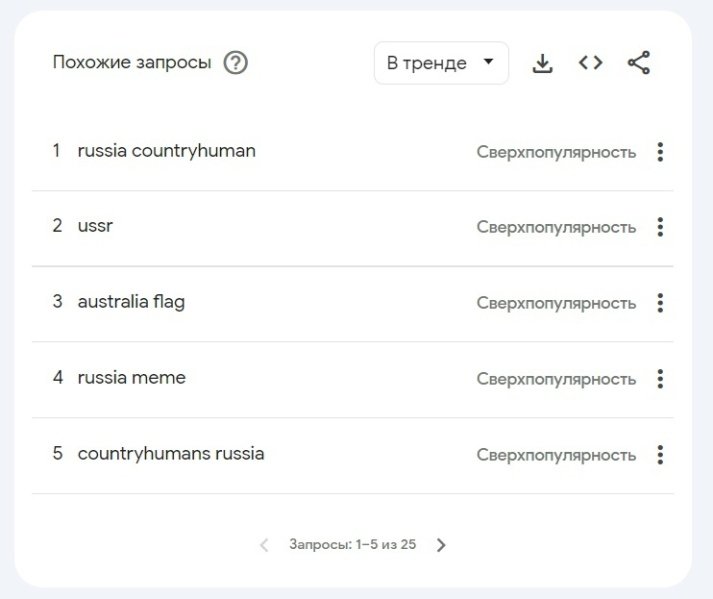 Похожие запросы ? В тренде
1 russia countryhuman Сверхпопулярность
2 ussr Сверхпопулярность
3 australia flag Сверхпопулярность
4 russia meme Сверхпопулярность
5 countryhumans russia Сверхпопулярность
Запросы: 1–5 из 25